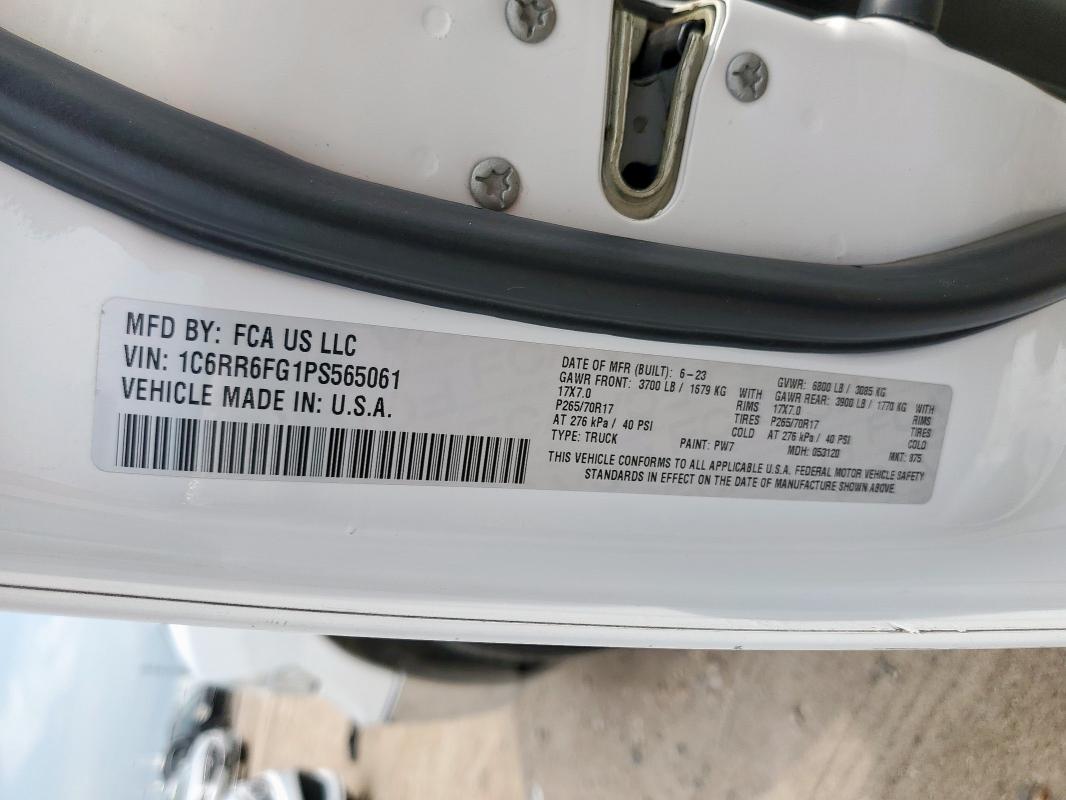 MFD BY: FCA US LLC
VIN: 1C6RR6FG1PS565061
VEHICLE MADE IN: U.S.A.
DATE OF MFR (BUILT): 6-23
GAWR FRONT: 3700 LB / 1679 KG WITH
17X7.0 RIMS
P265/70R17 TIRES
AT 276 kPa / 40 PSI COLD
TYPE: TRUCK PAINT: PW7
GVWR: 6800 LB / 3085 KG
GAWR REAR: 3900 LB / 1770 KG WITH
17X7.0 RIMS
P265/70R17 TIRES
AT 276 kPa / 40 PSI COLD
MDH: 053120 MKT: 975
THIS VEHICLE CONFORMS TO ALL APPLICABLE U.S.A. FEDERAL MOTOR VEHICLE SAFETY
STANDARDS IN EFFECT ON THE DATE OF MANUFACTURE SHOWN ABOVE.